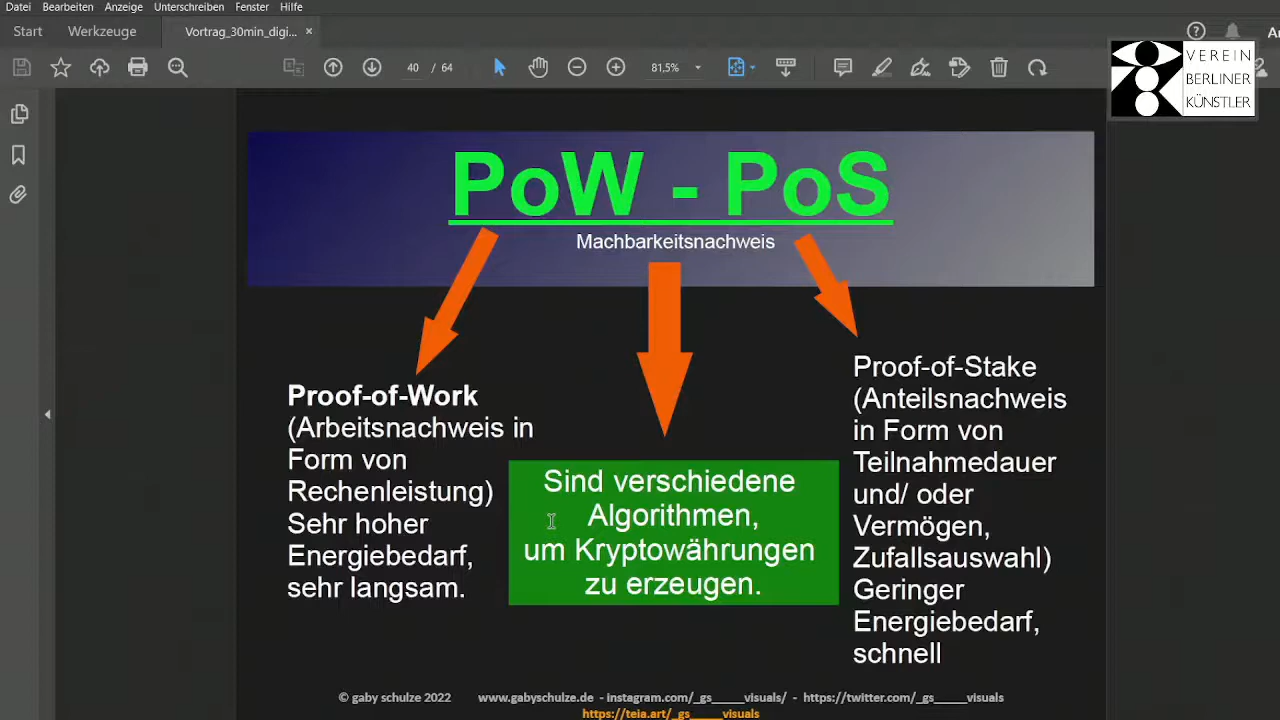 Datei Bearbeiten Anzeige Unterschreiben Fenster Hilfe
Start Werkzeuge Vortrag_30min_digi... ×
40 / 64 81,5%
VEREIN
BERLINER
KÜNSTLER
PoW - PoS
Machbarkeitsnachweis
Proof-of-Work
(Arbeitsnachweis in
Form von
Rechenleistung)
Sehr hoher
Energiebedarf,
sehr langsam.
Sind verschiedene
Algorithmen,
um Kryptowährungen
zu erzeugen.
Proof-of-Stake
(Anteilsnachweis
in Form von
Teilnahmedauer
und/ oder
Vermögen,
Zufallsauswahl)
Geringer
Energiebedarf,
schnell
© gaby schulze 2022 www.gabyschulze.de - instagram.com/_gs_____visuals/ - https://twitter.com/_gs_____visuals
https://teia.art/_gs_____visuals